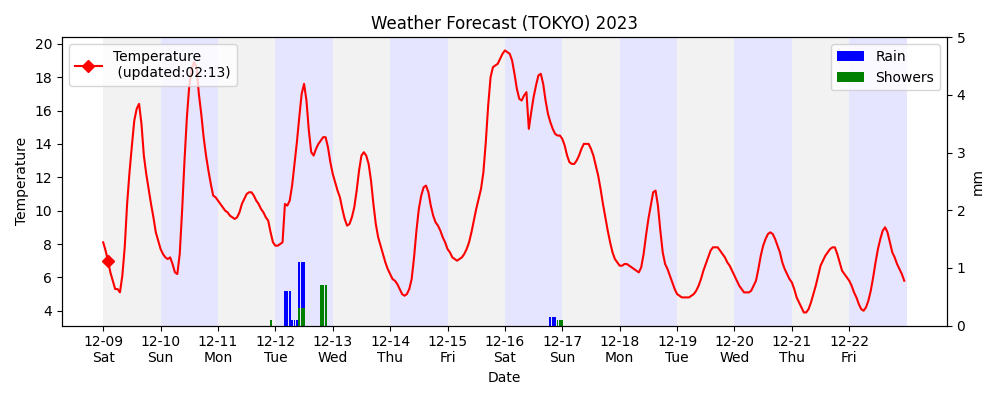 Weather Forecast (TOKYO) 2023
Temperature
(updated:02:13)
Rain
Showers
20
18
16
14
12
10
8
6
4
Temperature
5
4
3
2
1
0
mm
12-09 12-10 12-11 12-12 12-13 12-14 12-15 12-16 12-17 12-18 12-19 12-20 12-21 12-22
Sat Sun Mon Tue Wed Thu Fri Sat Sun Mon Tue Wed Thu Fri
Date